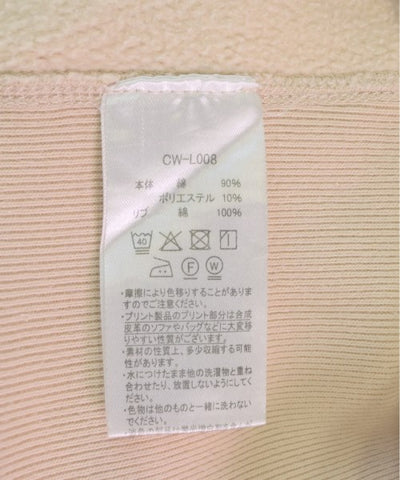 CW-L008
本体 綿 90%
ポリエステル 10%
リブ 綿 100%
40
F W
・摩擦により色移りすることがありま
すのでご注意ください。
・プリント製品のプリント部分は合成
皮革のソファやバッグなどに大変移
りやすい性質がございます。
・素材の性質上、多少収縮する可能
性があります。
・水につけたまま他の洗濯物と重ね
合わせたり、放置しないでください。
・色物は他のものと一緒に洗わない
でください。